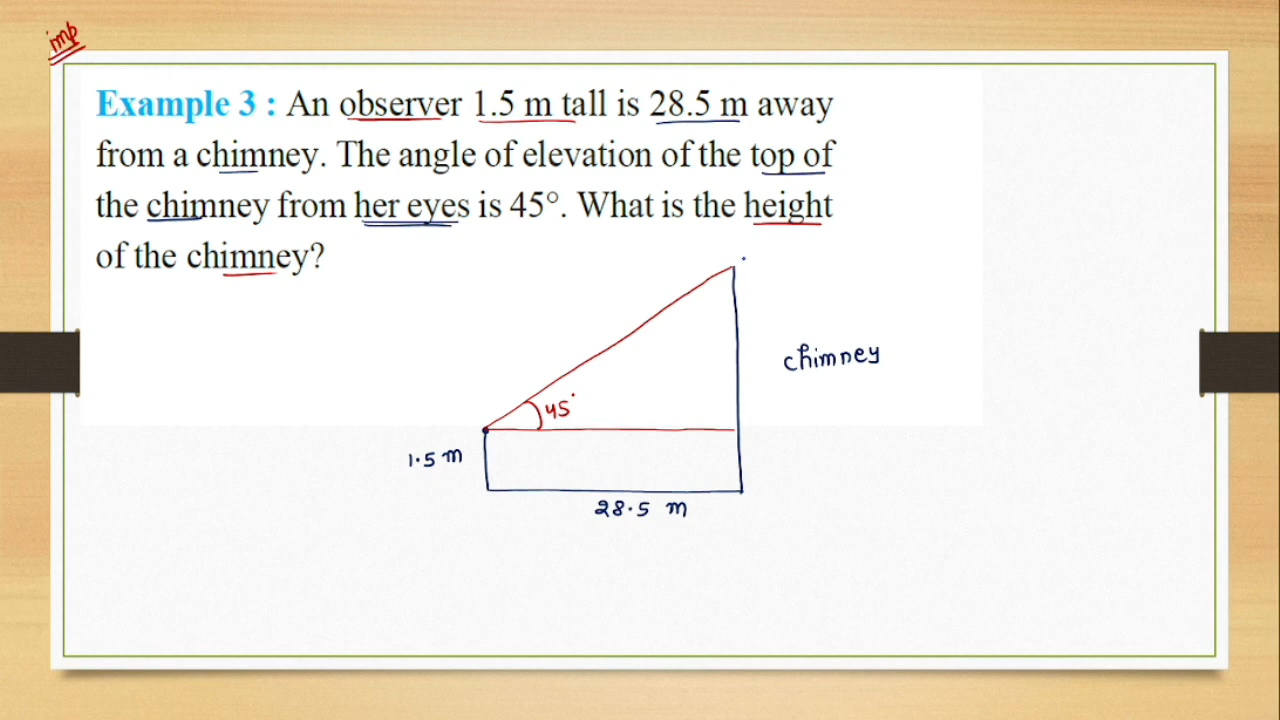 imp
Example 3 : An observer 1.5 m tall is 28.5 m away
from a chimney. The angle of elevation of the top of
the chimney from her eyes is 45°. What is the height
of the chimney?
chimney
45°
1.5 m
28.5 m